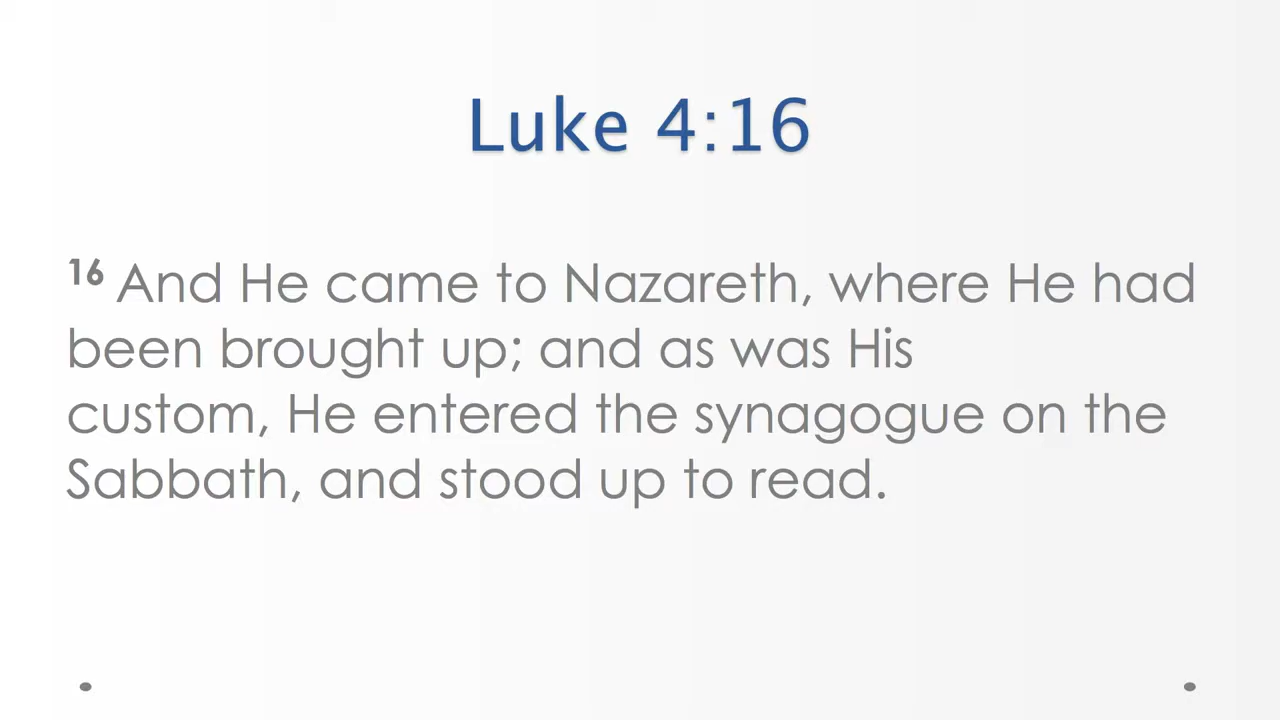 Luke 4:16
16 And He came to Nazareth, where He had
been brought up; and as was His
custom, He entered the synagogue on the
Sabbath, and stood up to read.